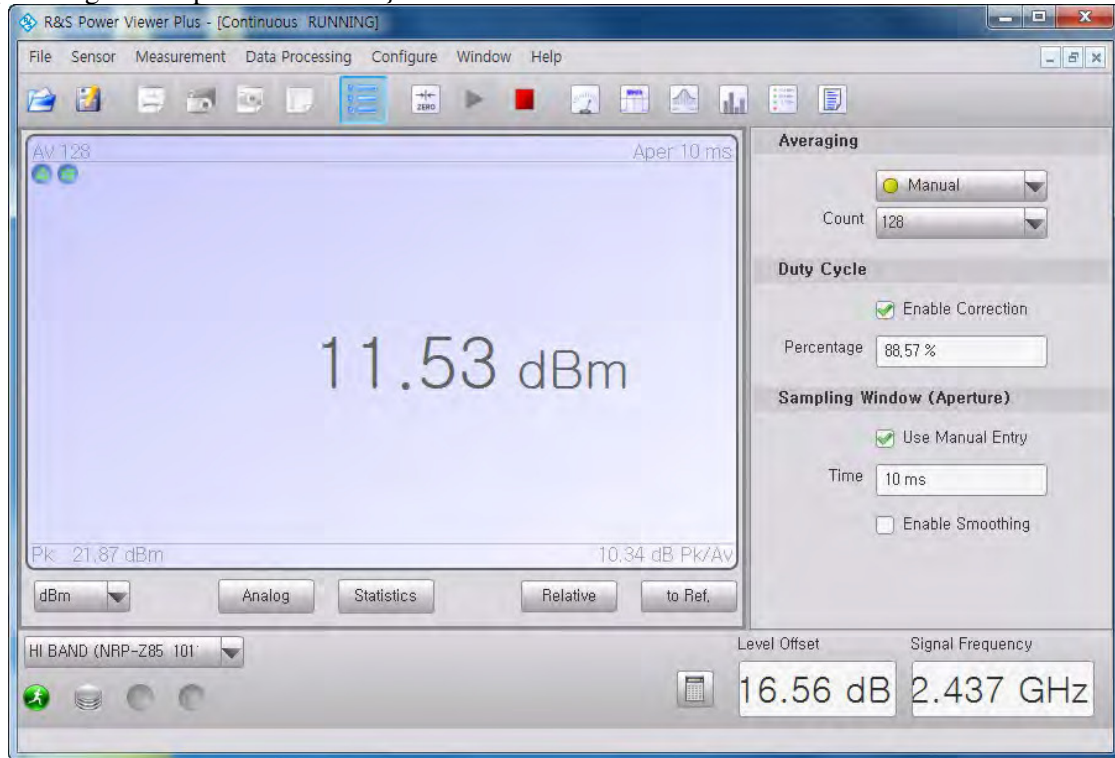 R&S Power Viewer Plus - [Continuous RUNNING]
File Sensor Measurement Data Processing Configure Window Help
ZERO
AV 128 Aper 10 ms
11.53 dBm
Pk 21,87 dBm 10,34 dB Pk/Av
dBm Analog Statistics Relative to Ref,
Averaging
Manual
Count 128
Duty Cycle
Enable Correction
Percentage 88,57 %
Sampling Window (Aperture)
Use Manual Entry
Time 10 ms
Enable Smoothing
HI BAND (NRP-Z85 101
Level Offset Signal Frequency
16.56 dB 2.437 GHz